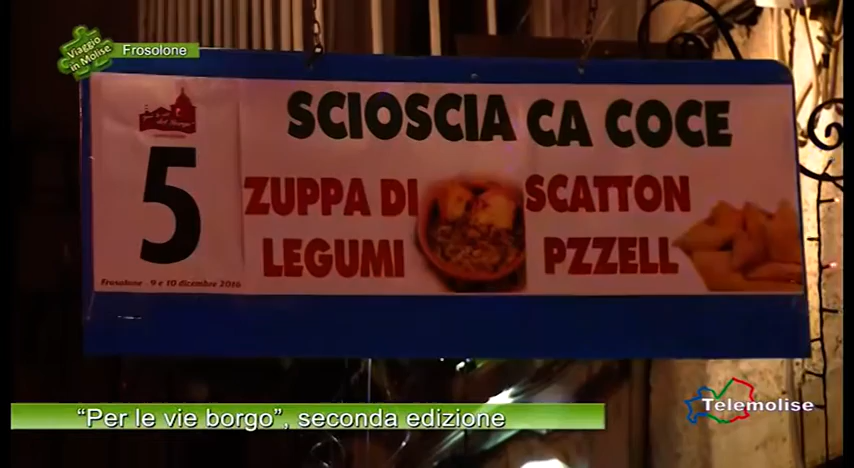 Viaggio
in Molise
Frosolone
SCIOSCIA CA COCE
5
ZUPPA DI
LEGUMI
SCATTON
PZZELL
Frosolone - 9 e 10 dicembre 2016
"Per le vie borgo", seconda edizione
Telemolise